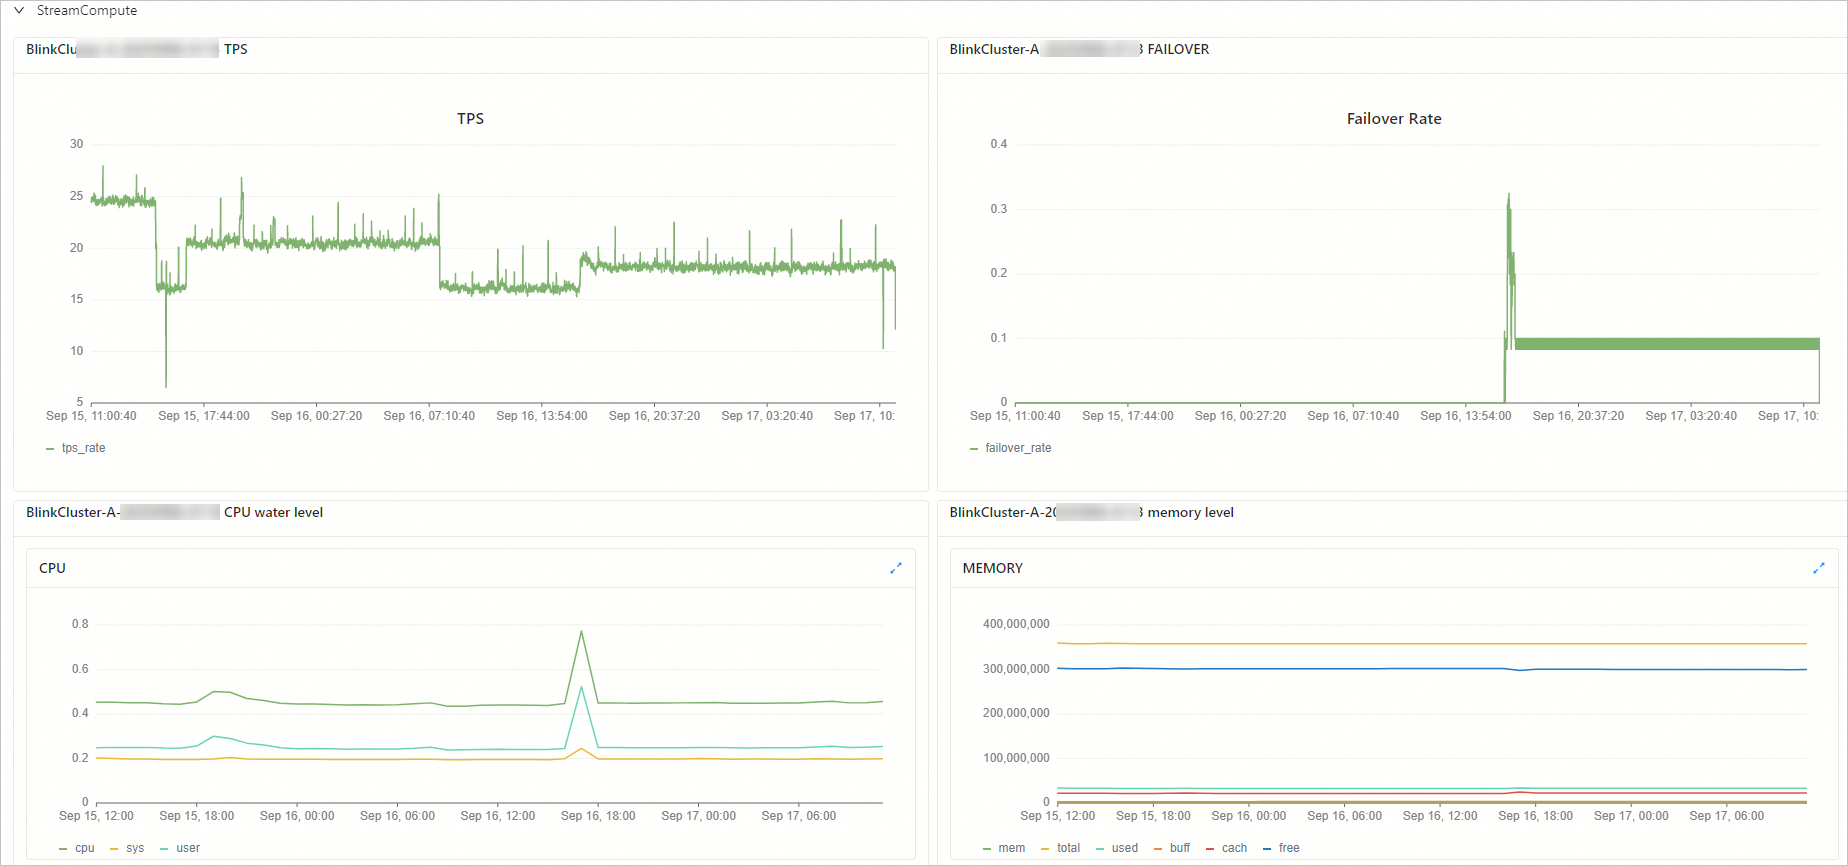 StreamCompute
BlinkClu TPS
TPS
30
25
20
15
10
5
Sep 15, 11:00:40 Sep 15, 17:44:00 Sep 16, 00:27:20 Sep 16, 07:10:40 Sep 16, 13:54:00 Sep 16, 20:37:20 Sep 17, 03:20:40 Sep 17, 10:
tps_rate
BlinkCluster-A 3 FAILOVER
Failover Rate
0.4
0.3
0.2
0.1
0
Sep 15, 11:00:40 Sep 15, 17:44:00 Sep 16, 00:27:20 Sep 16, 07:10:40 Sep 16, 13:54:00 Sep 16, 20:37:20 Sep 17, 03:20:40 Sep 17, 10:
failover_rate
BlinkCluster-A- CPU water level
CPU
0.8
0.6
0.4
0.2
0
Sep 15, 12:00 Sep 15, 18:00 Sep 16, 00:00 Sep 16, 06:00 Sep 16, 12:00 Sep 16, 18:00 Sep 17, 00:00 Sep 17, 06:00
cpu sys user
BlinkCluster-A-20 3 memory level
MEMORY
400,000,000
300,000,000
200,000,000
100,000,000
0
Sep 15, 12:00 Sep 15, 18:00 Sep 16, 00:00 Sep 16, 06:00 Sep 16, 12:00 Sep 16, 18:00 Sep 17, 00:00 Sep 17, 06:00
mem total used buff cach free